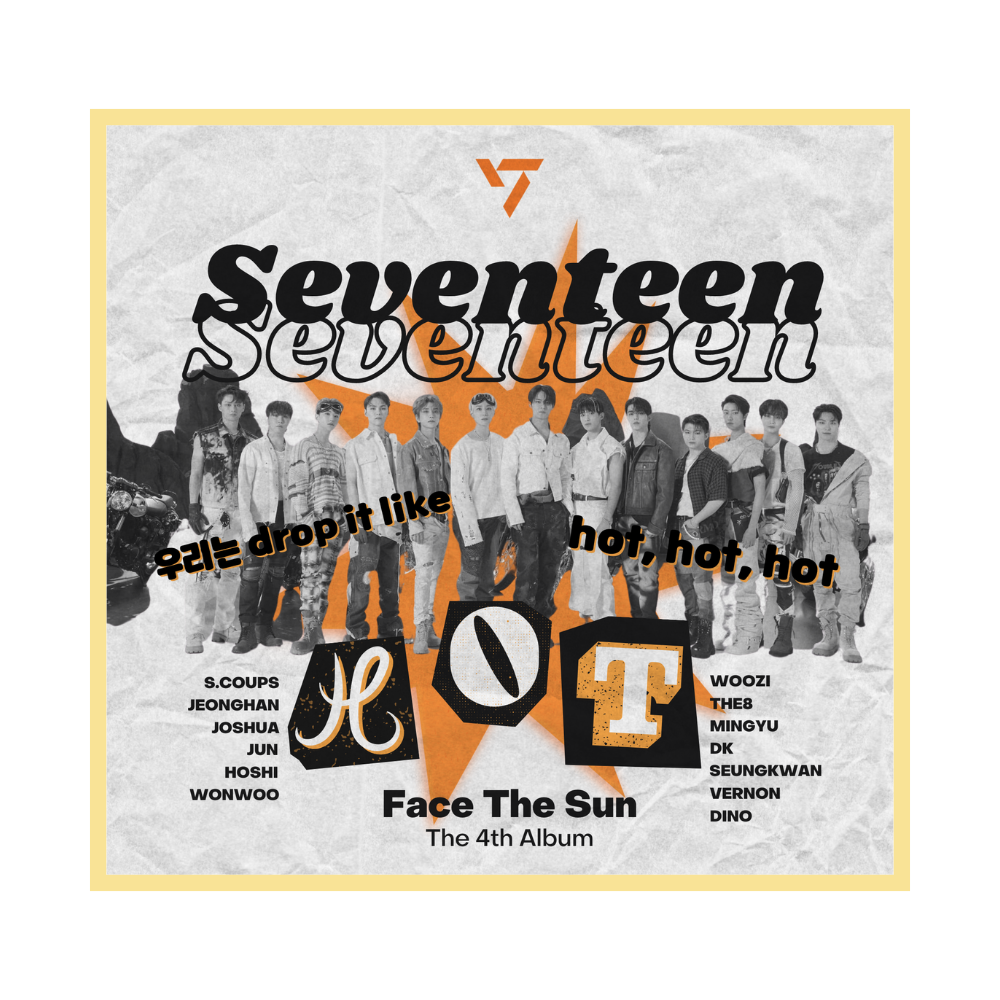 Seventeen
Seventeen
우리는 drop it like
hot, hot, hot
HOT
S.COUPS
JEONGHAN
JOSHUA
JUN
HOSHI
WONWOO
WOOZI
THE8
MINGYU
DK
SEUNGKWAN
VERNON
DINO
Face The Sun
The 4th Album